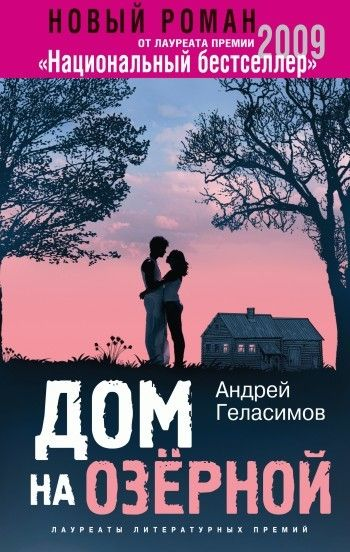 НОВЫЙ РОМАН
ОТ ЛАУРЕАТА ПРЕМИИ 2009
«Национальный бестселлер»
Андрей
Геласимов
ДОМ
НА ОЗЁРНОЙ
ЛАУРЕАТЫ ЛИТЕРАТУРНЫХ ПРЕМИЙ